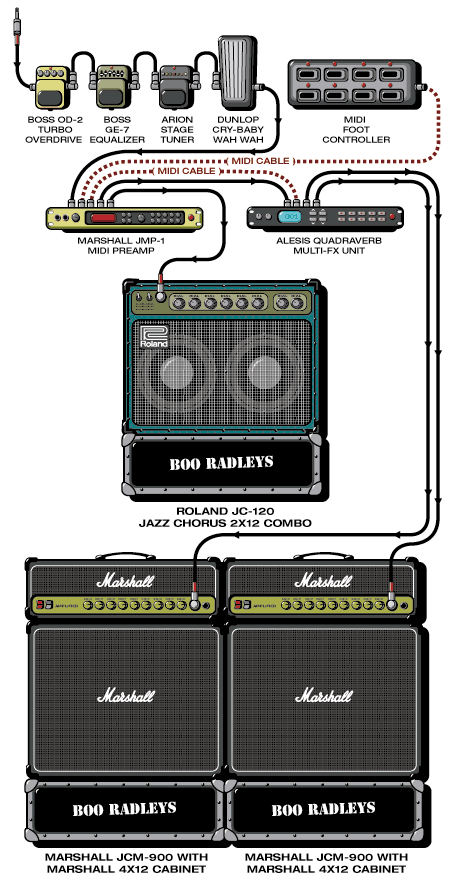 BOSS OD-2
TURBO
OVERDRIVE
BOSS
GE-7
EQUALIZER
ARION
STAGE
TUNER
DUNLOP
CRY-BABY
WAH WAH
MIDI
FOOT
CONTROLLER
MIDI CABLE
MIDI CABLE
001
MARSHALL JMP-1
MIDI PREAMP
ALESIS QUADRAVERB
MULTI-FX UNIT
Roland
BOO RADLEYS
ROLAND JC-120
JAZZ CHORUS 2X12 COMBO
Marshall
Marshall
AMPLIFIER
AMPLIFIER
Marshall
Marshall
BOO RADLEYS
BOO RADLEYS
MARSHALL JCM-900 WITH
MARSHALL 4X12 CABINET
MARSHALL JCM-900 WITH
MARSHALL 4X12 CABINET